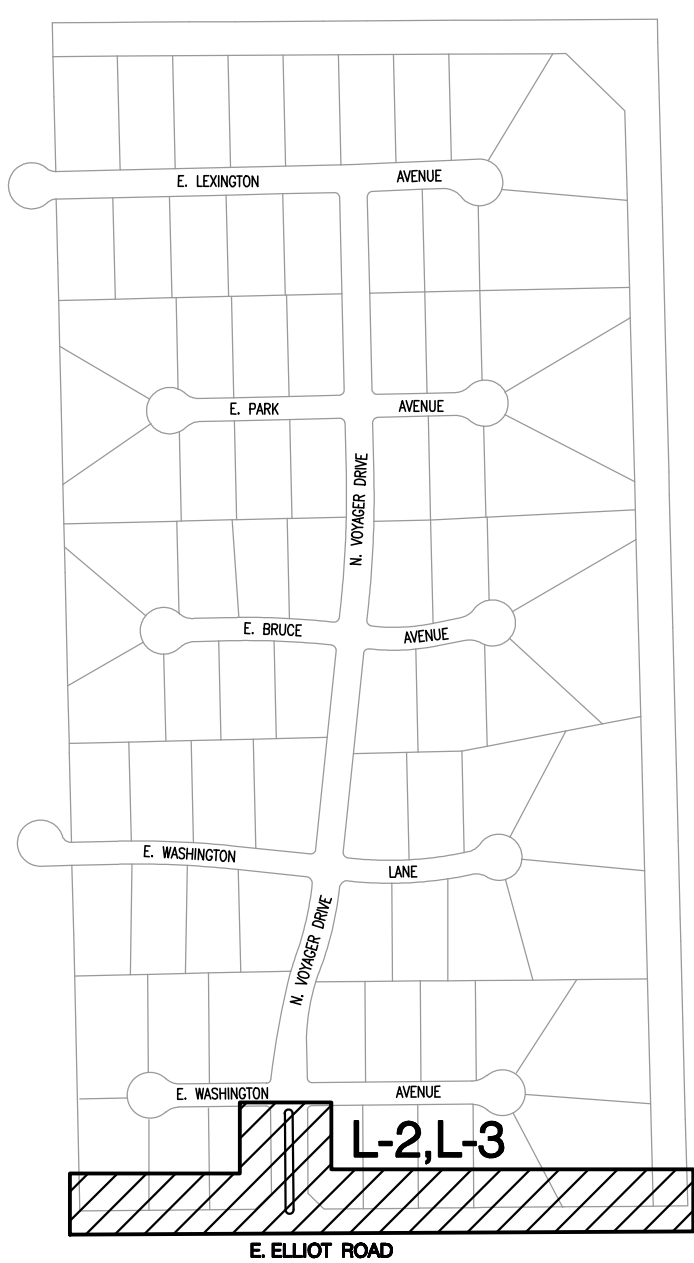 E. LEXINGTON AVENUE
E. PARK AVENUE
N. VOYAGER DRIVE
E. BRUCE AVENUE
E. WASHINGTON LANE
N. VOYAGER DRIVE
E. WASHINGTON AVENUE
L-2,L-3
E. ELLIOT ROAD